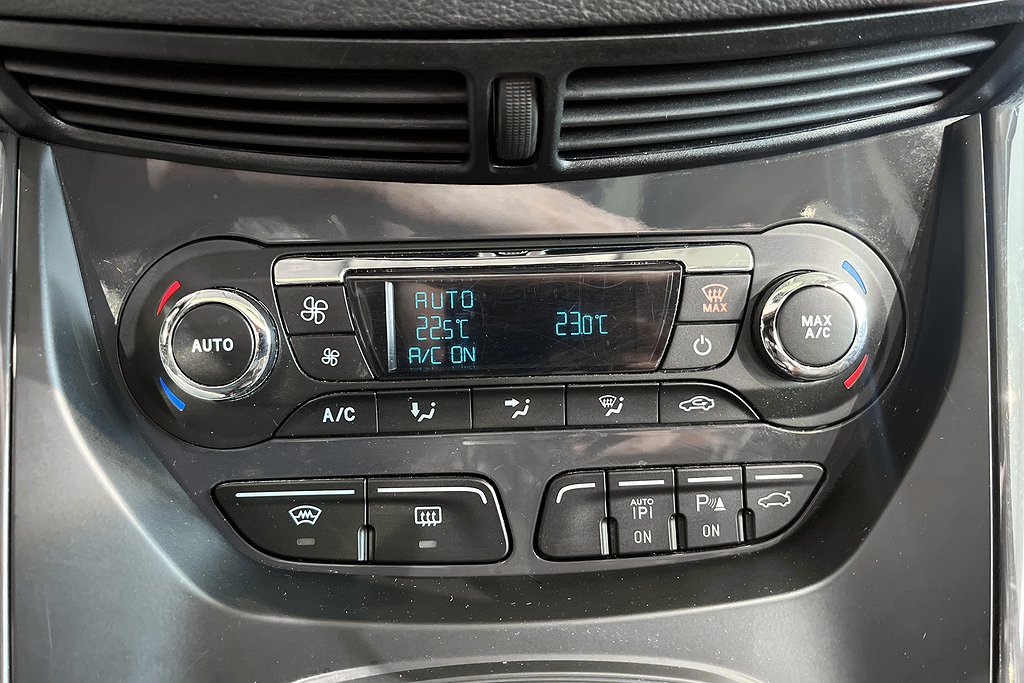 AUTO
AUTO
22.5°C
A/C ON
23.0°C
MAX
MAX
A/C
A/C
AUTO
P
ON
P
ON